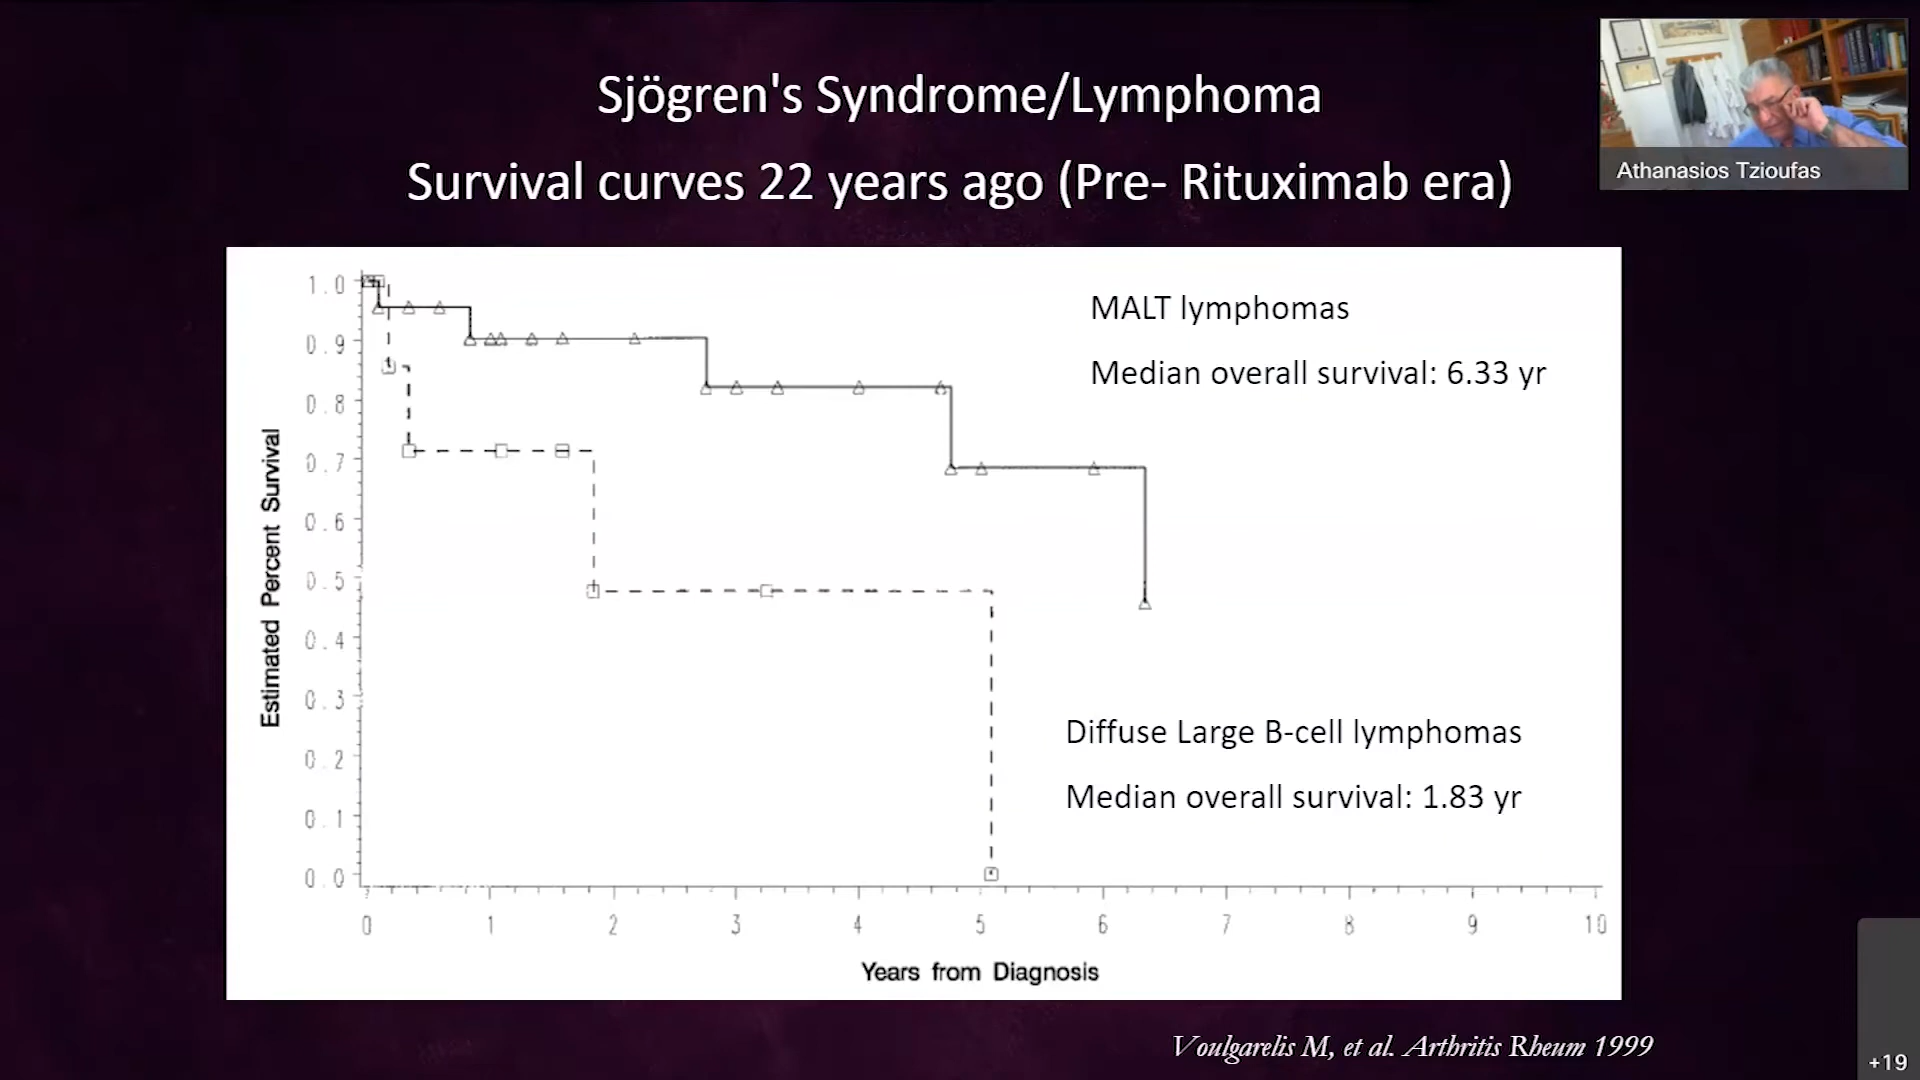 Sjögren's Syndrome/Lymphoma
Survival curves 22 years ago (Pre- Rituximab era)
Athanasios Tzioufas
MALT lymphomas
Median overall survival: 6.33 yr
Diffuse Large B-cell lymphomas
Median overall survival: 1.83 yr
Estimated Percent Survival
1.0
0.9
0.8
0.7
0.6
0.5
0.4
0.3
0.2
0.1
0.0
0 1 2 3 4 5 6 7 8 9 10
Years from Diagnosis
Voulgarelis M, et al. Arthritis Rheum 1999
+19